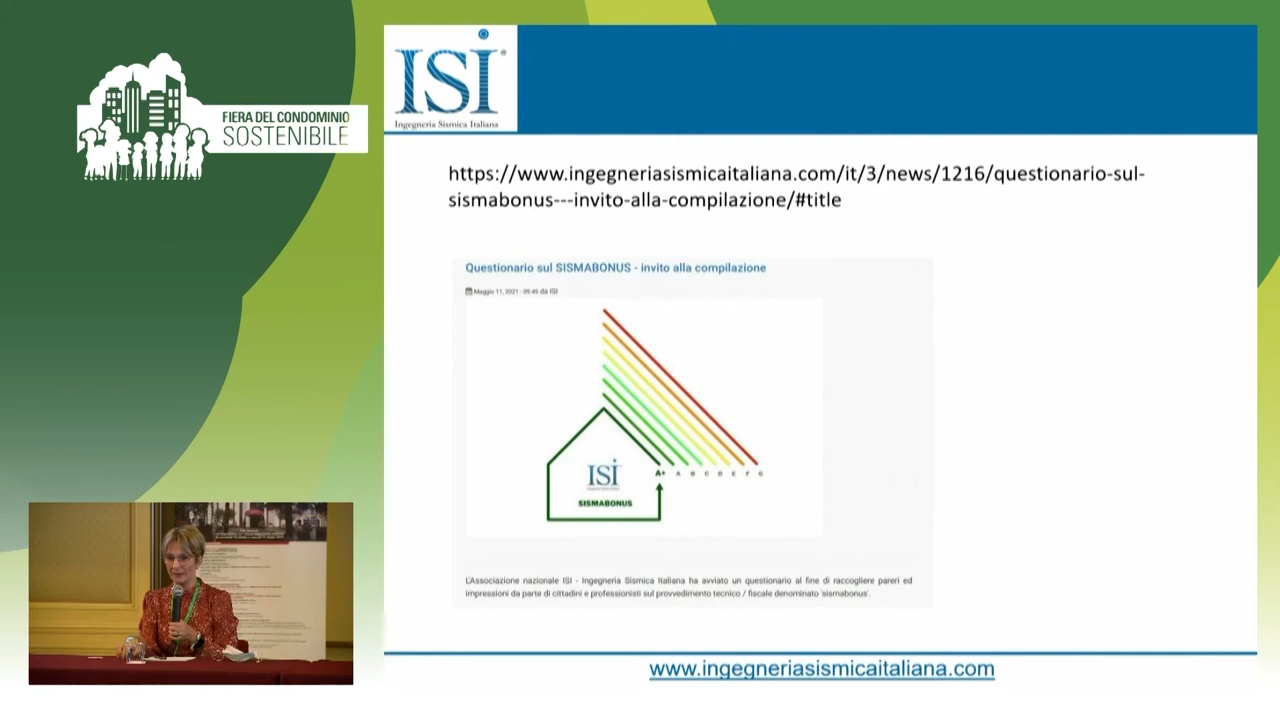 FIERA DEL CONDOMINIO
SOSTENIBILE
ISI®
Ingegneria Sismica Italiana
https://www.ingegneriasismicaitaliana.com/it/3/news/1216/questionario-sul-
sismabonus---invito-alla-compilazione/#title
Questionario sul SISMABONUS - invito alla compilazione
Maggio 11, 2021 - 09:45 da ISI
ISI
A+ A B C D E F G
SISMABONUS
L'Associazione nazionale ISI - Ingegneria Sismica Italiana ha avviato un questionario al fine di raccogliere pareri ed
impressioni da parte di cittadini e professionisti sul provvedimento tecnico / fiscale denominato 'sismabonus'.
www.ingegneriasismicaitaliana.com